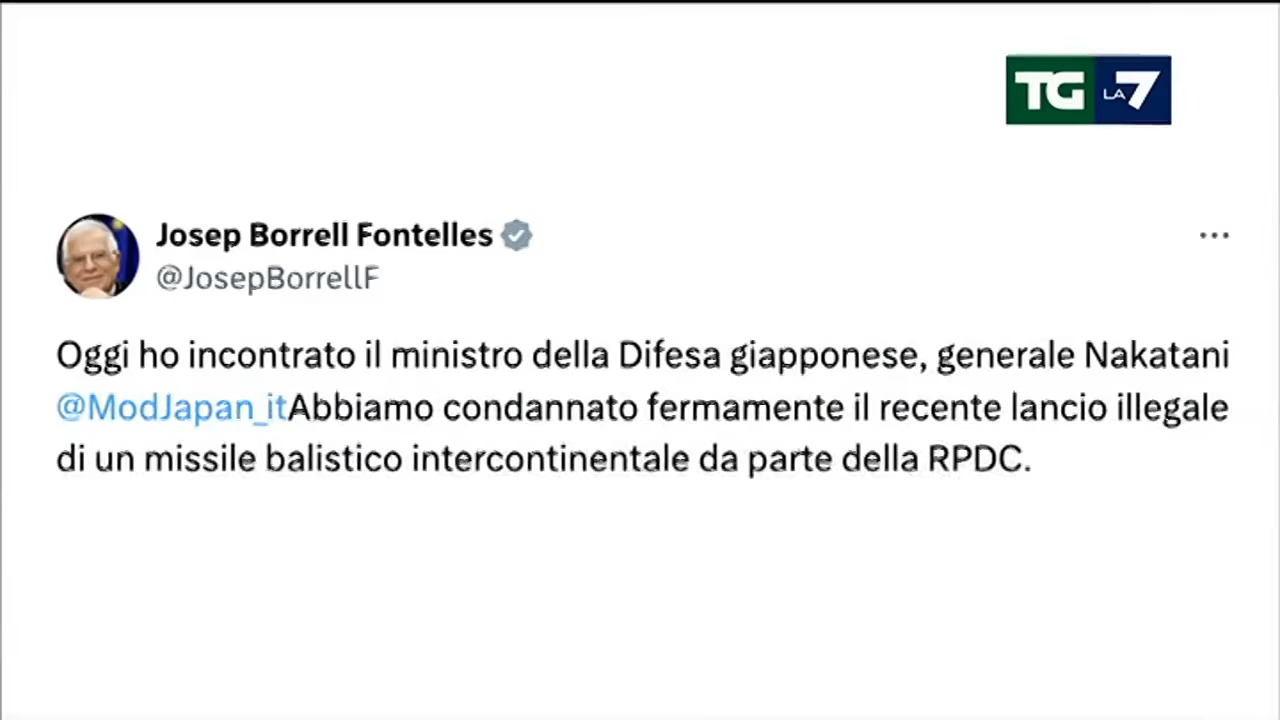 TG LA7
Josep Borrell Fontelles
@JosepBorrellF
Oggi ho incontrato il ministro della Difesa giapponese, generale Nakatani
@ModJapan_itAbbiamo condannato fermamente il recente lancio illegale
di un missile balistico intercontinentale da parte della RPDC.